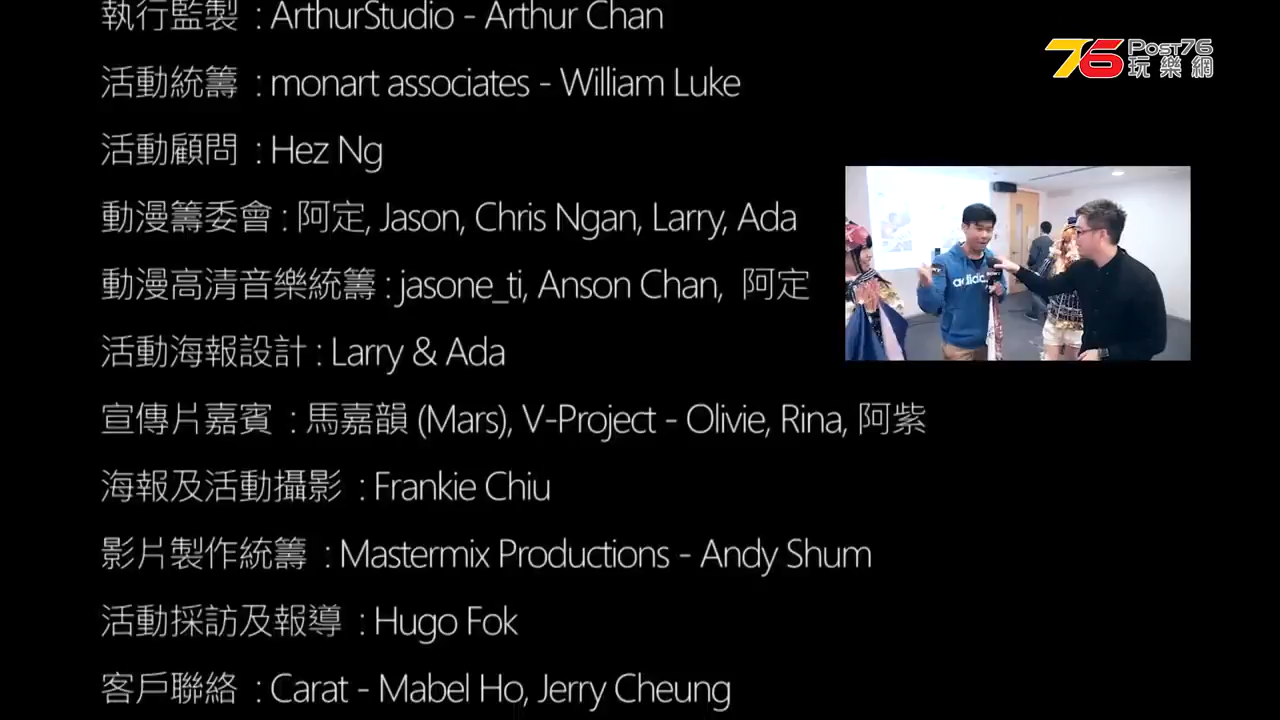 執行監製 : ArthurStudio - Arthur Chan
Post76
玩樂網
活動統籌 : monart associates - William Luke
活動顧問 : Hez Ng
動漫籌委會 : 阿定, Jason, Chris Ngan, Larry, Ada
動漫高清音樂統籌 : jasone_ti, Anson Chan, 阿定
活動海報設計 : Larry & Ada
宣傳片嘉賓 : 馬嘉韻 (Mars), V-Project - Olivie, Rina, 阿紫
海報及活動攝影 : Frankie Chiu
影片製作統籌 : Mastermix Productions - Andy Shum
活動採訪及報導 : Hugo Fok
客戶聯絡 : Carat - Mabel Ho, Jerry Cheung
76